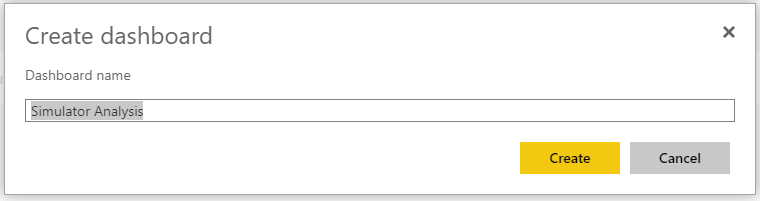 Create dashboard
Dashboard name
Simulator Analysis
Create
Cancel